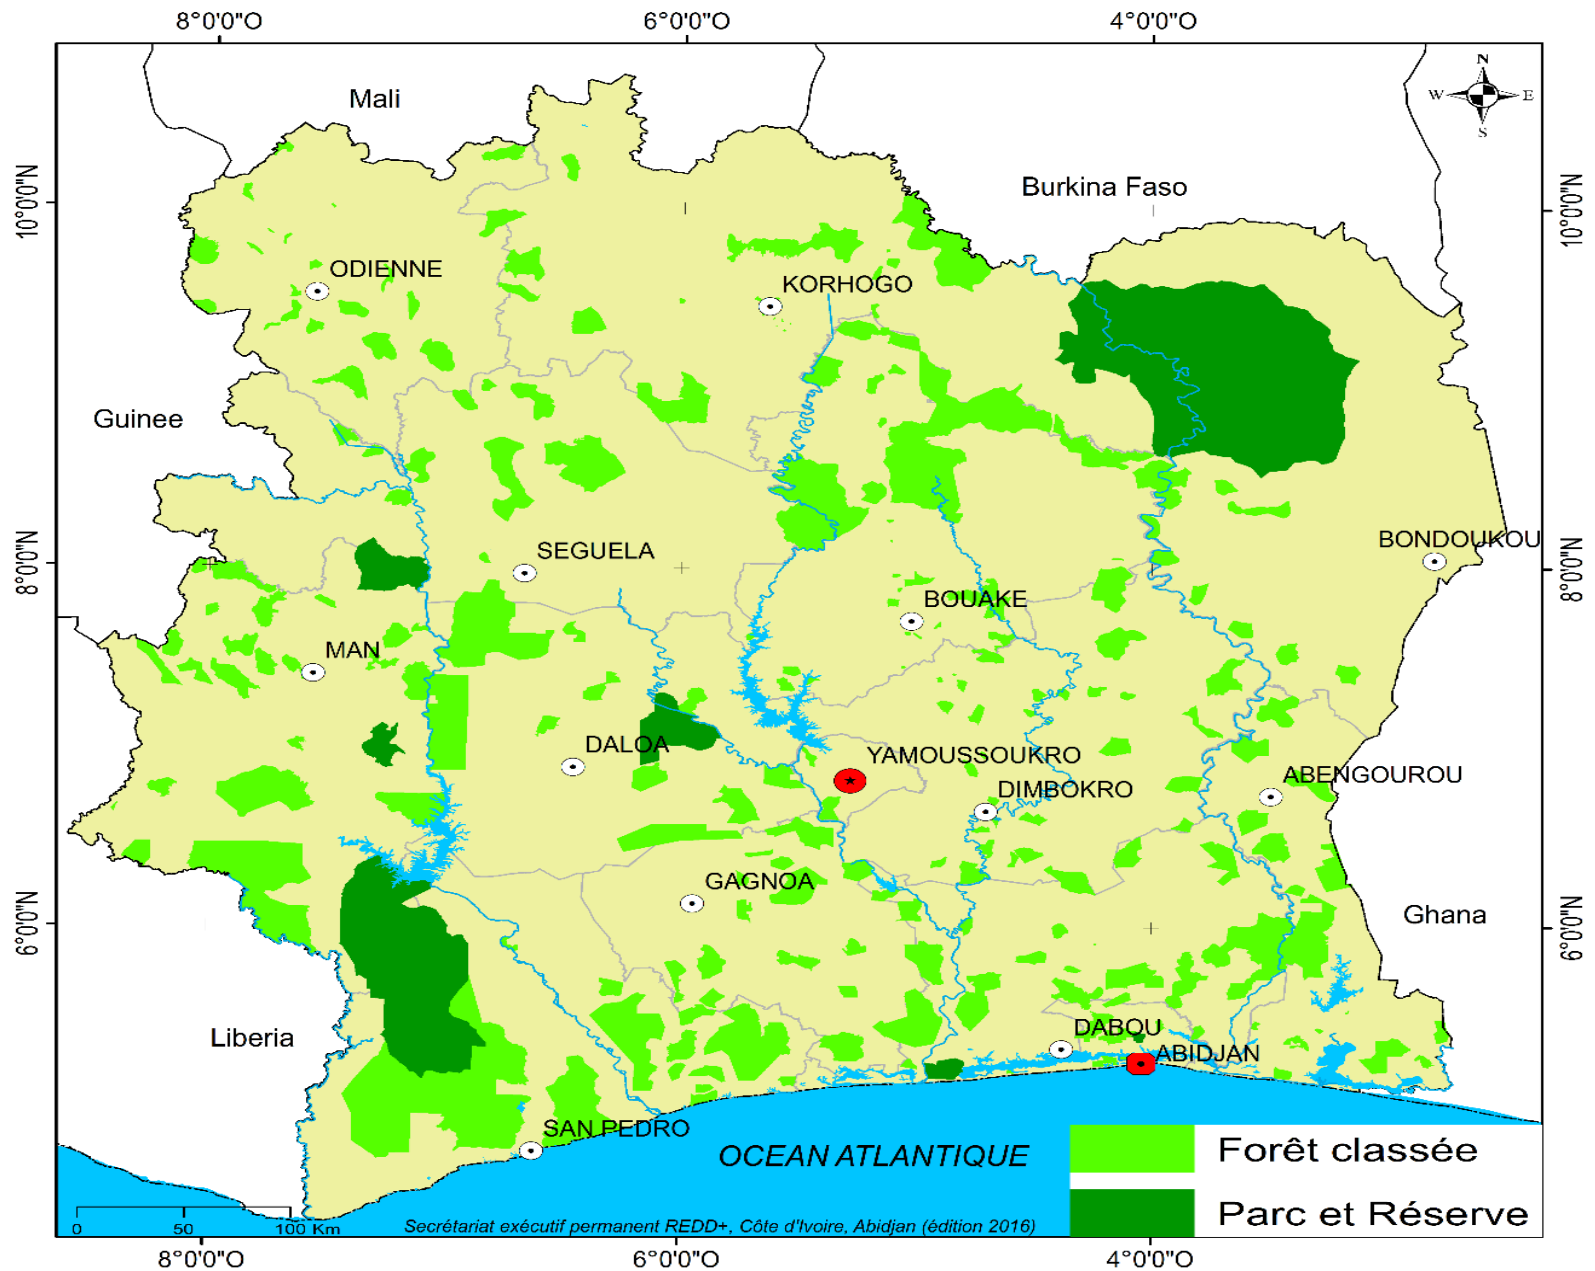 8°0'0"O 6°0'0"O 4°0'0"O
N
W E
S
Mali
Burkina Faso
10°0'0"N 10°0'0"N
ODIENNE
KORHOGO
Guinee
SEGUELA
BONDOUKOU
8°0'0"N 8°0'0"N
BOUAKE
MAN
DALOA
YAMOUSSOUKRO
ABENGOUROU
DIMBOKRO
GAGNOA
6°0'0"N 6°0'0"N
Ghana
Liberia
DABOU
ABIDJAN
SAN PEDRO
OCEAN ATLANTIQUE
Forêt classée
Parc et Réserve
0 50 100 Km
Secrétariat exécutif permanent REDD+, Côte d'Ivoire, Abidjan (édition 2016)
8°0'0"O 6°0'0"O 4°0'0"O